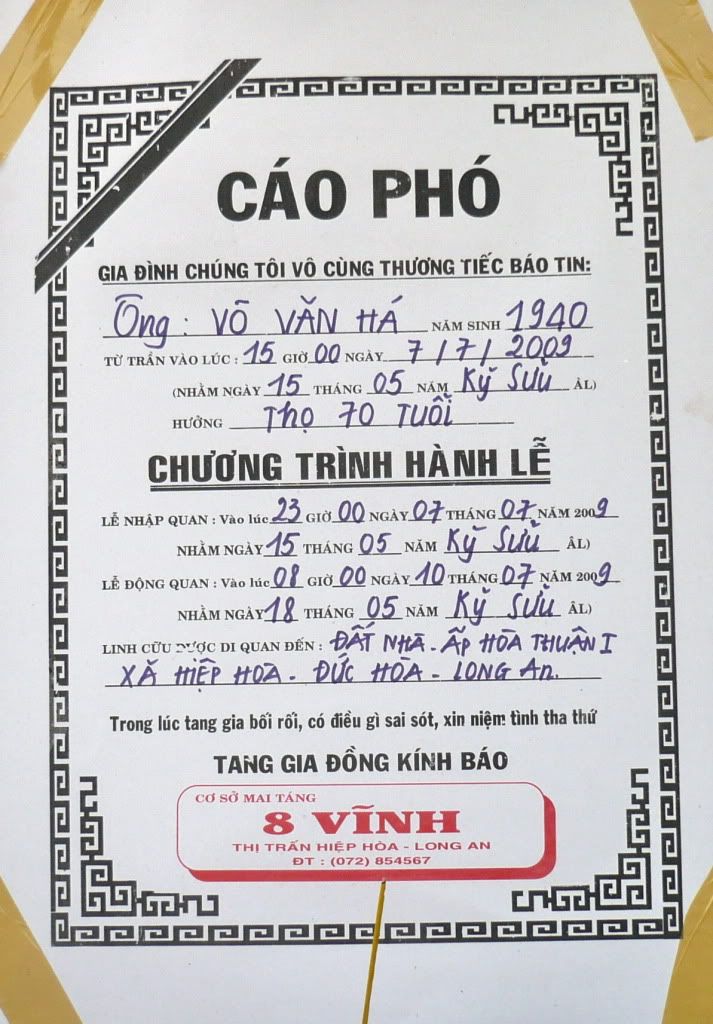 CÁO PHÓ
GIA ĐÌNH CHÚNG TÔI VÔ CÙNG THƯƠNG TIẾC BÁO TIN:
Ông: VÕ VĂN HÁ NĂM SINH 1940
TỪ TRẦN VÀO LÚC : 15 GIỜ 00 NGÀY 7/7/2009
(NHẰM NGÀY 15 THÁNG 05 NĂM Kỷ Sửu ÂL)
HƯỞNG Thọ 70 Tuổi
CHƯƠNG TRÌNH HÀNH LỄ
LỄ NHẬP QUAN : Vào lúc 23 GIỜ 00 NGÀY 07 THÁNG 07 NĂM 2009
NHẰM NGÀY 15 THÁNG 05 NĂM Kỷ Sửu ÂL)
LỄ ĐỘNG QUAN : Vào lúc 08 GIỜ 00 NGÀY 10 THÁNG 07 NĂM 2009
NHẰM NGÀY 18 THÁNG 05 NĂM Kỷ Sửu ÂL)
LINH CỮU ĐƯỢC DI QUAN ĐẾN : ĐẤT NHÀ - ẤP HÒA THUẬN I
XÃ HIỆP HÒA - ĐỨC HÒA - LONG An.
Trong lúc tang gia bối rối, có điều gì sai sót, xin niệm tình tha thứ
TANG GIA ĐỒNG KÍNH BÁO
CƠ SỞ MAI TÁNG
8 VĨNH
THỊ TRẤN HIỆP HÒA - LONG AN
ĐT : (072) 854567